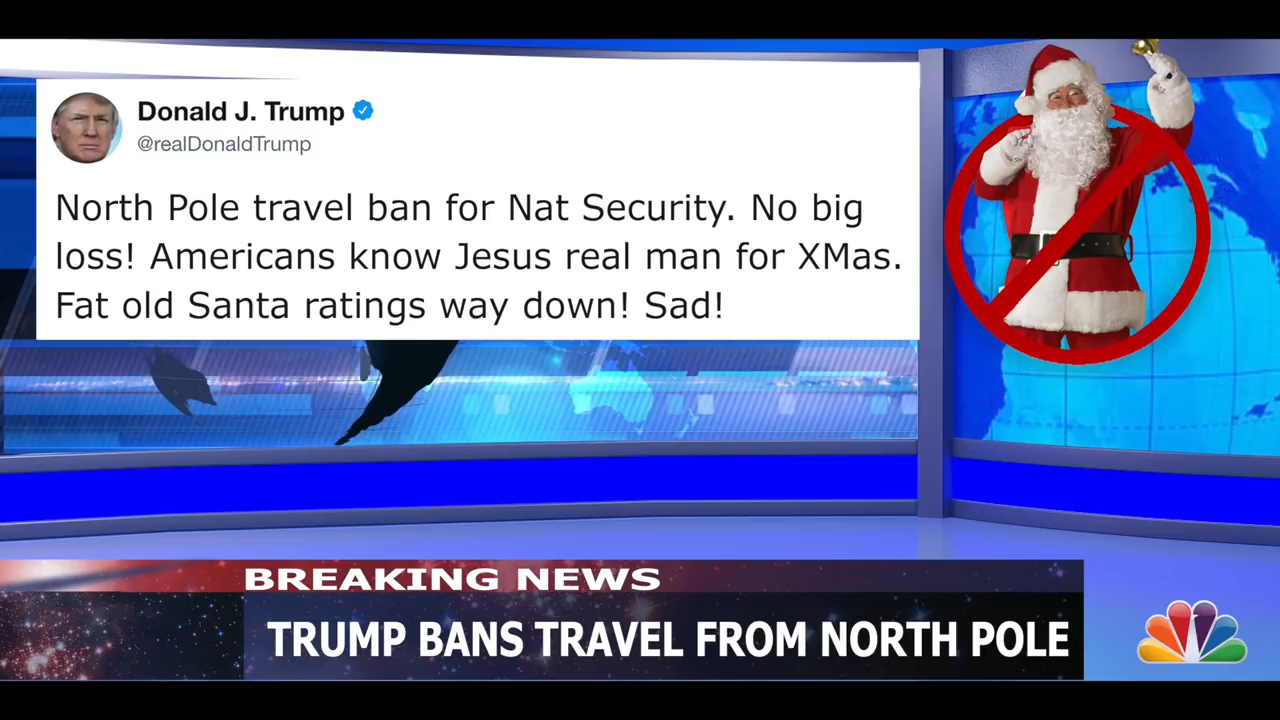 Donald J. Trump
@realDonaldTrump
North Pole travel ban for Nat Security. No big
loss! Americans know Jesus real man for XMas.
Fat old Santa ratings way down! Sad!
BREAKING NEWS
TRUMP BANS TRAVEL FROM NORTH POLE